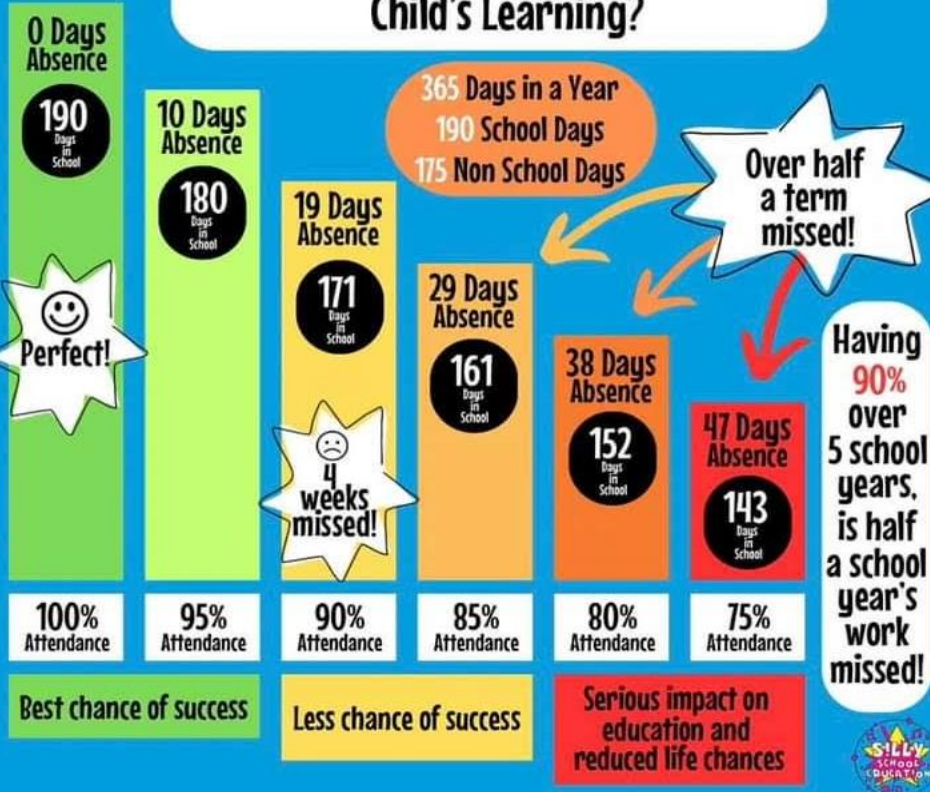 Child's Learning?
0 Days
Absence
190
Days
in
School
Perfect!
10 Days
Absence
180
Days
in
School
365 Days in a Year
190 School Days
175 Non School Days
Over half
a term
missed!
19 Days
Absence
171
Days
in
School
4
weeks
missed!
29 Days
Absence
161
Days
in
School
38 Days
Absence
152
Days
in
School
47 Days
Absence
143
Days
in
School
Having
90%
over
5 school
years,
is half
a school
year's
work
missed!
100%
Attendance
95%
Attendance
90%
Attendance
85%
Attendance
80%
Attendance
75%
Attendance
Best chance of success
Less chance of success
Serious impact on
education and
reduced life chances
SILLY
SCHOOL
EDUCATION